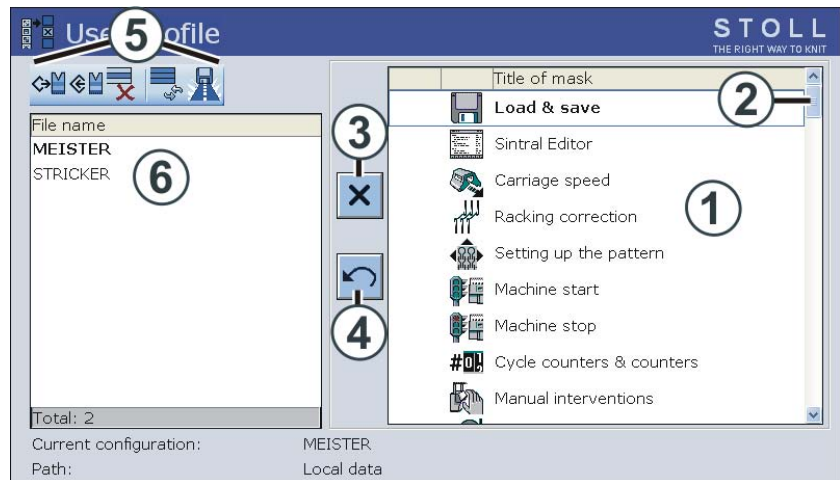 User profile
STOLL
THE RIGHT WAY TO KNIT
5
File name
MEISTER
STRICKER
6
Total: 2
3
4
Title of mask
2
Load & save
Sintral Editor
Carriage speed
1
Racking correction
Setting up the pattern
Machine start
Machine stop
Cycle counters & counters
Manual interventions
Current configuration: MEISTER
Path: Local data